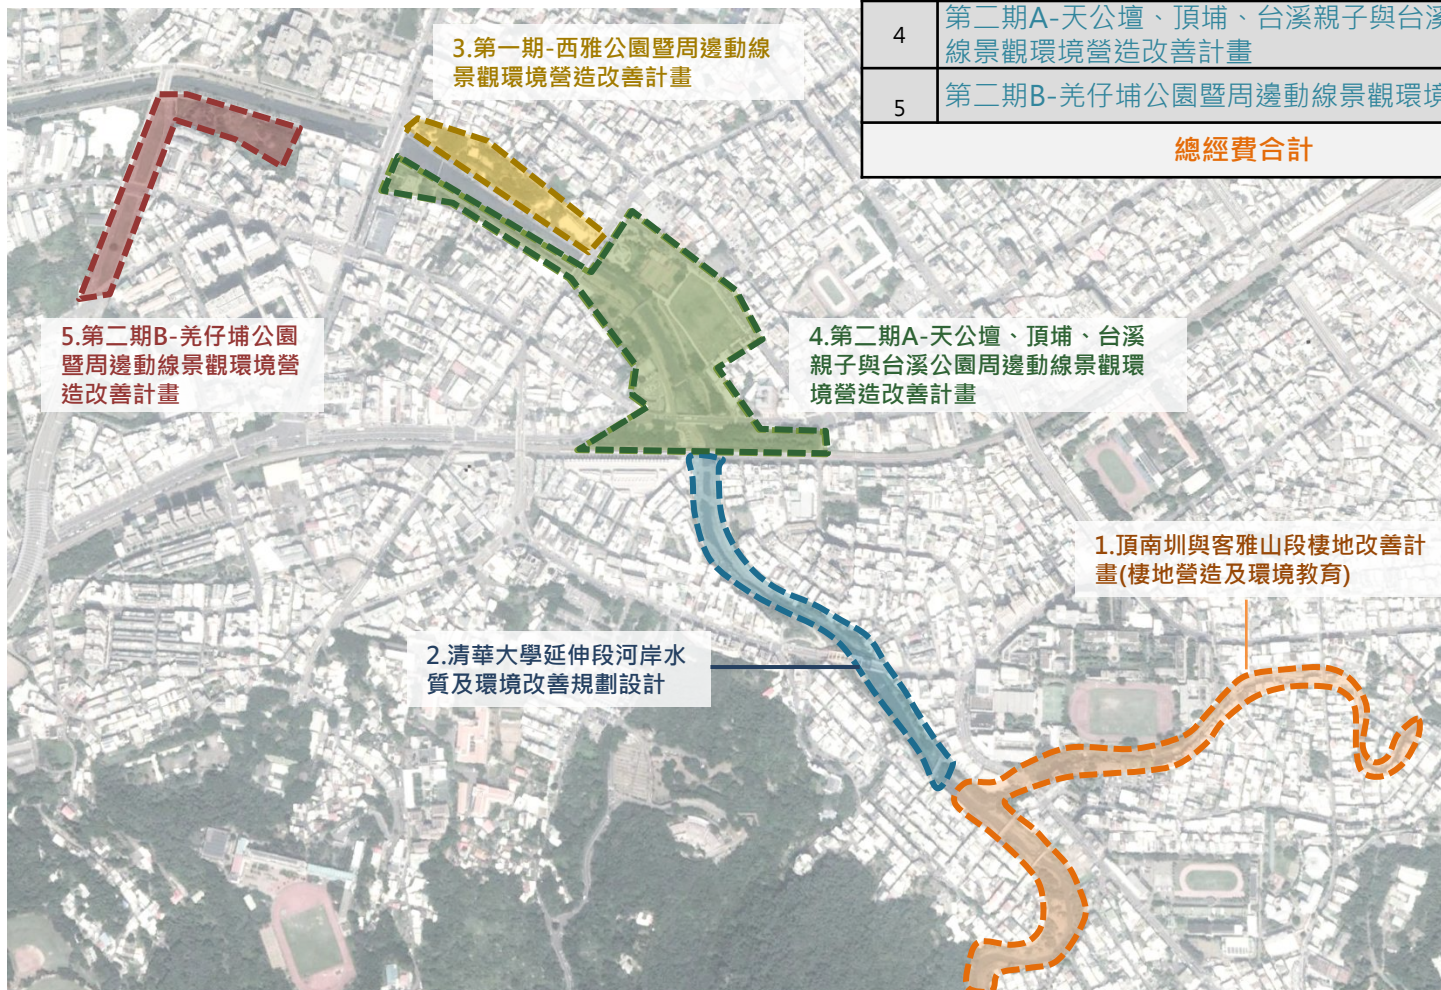 4
第二期A-天公壇、頂埔、台溪親子與台溪
線景觀環境營造改善計畫
5
第二期B-羌仔埔公園暨周邊動線景觀環境
總經費合計
3.第一期-西雅公園暨周邊動線
景觀環境營造改善計畫
5.第二期B-羌仔埔公園
暨周邊動線景觀環境營
造改善計畫
4.第二期A-天公壇、頂埔、台溪
親子與台溪公園周邊動線景觀環
境營造改善計畫
1.頂南圳與客雅山段棲地改善計
畫(棲地營造及環境教育)
2.清華大學延伸段河岸水
質及環境改善規劃設計